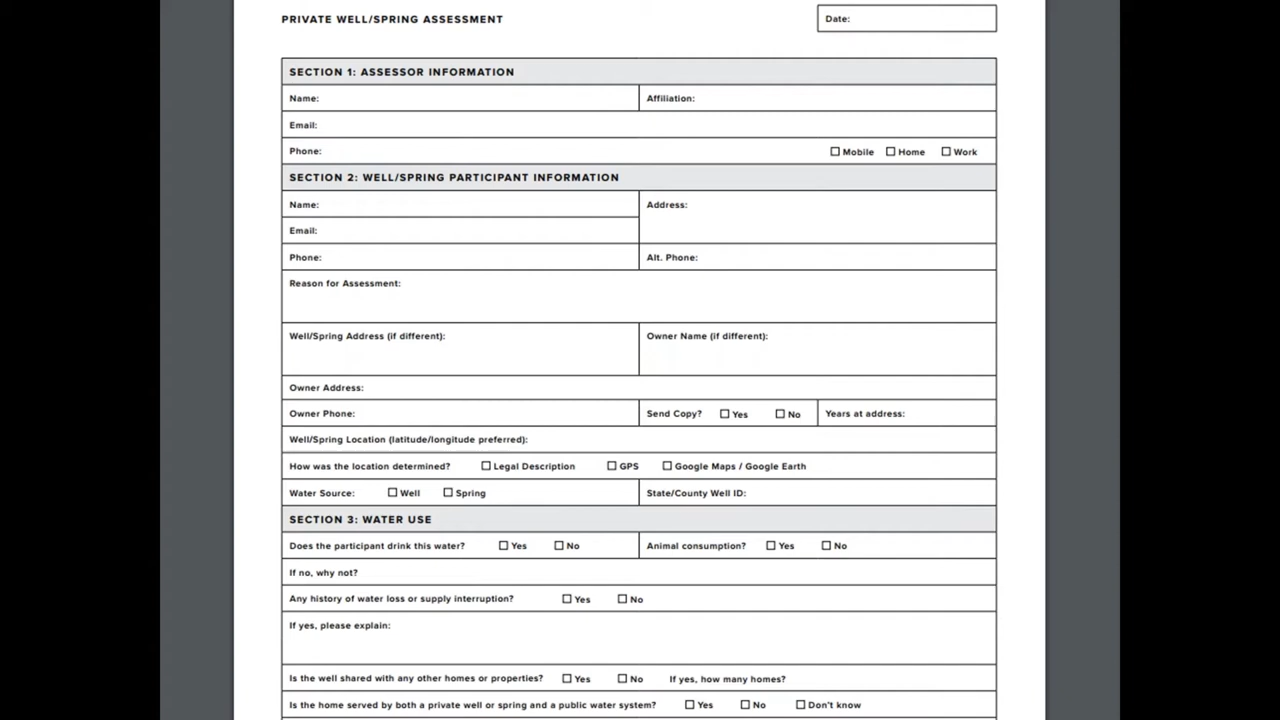 PRIVATE WELL/SPRING ASSESSMENT
Date:
SECTION 1: ASSESSOR INFORMATION
Name: Affiliation:
Email:
Phone: Mobile Home Work
SECTION 2: WELL/SPRING PARTICIPANT INFORMATION
Name: Address:
Email:
Phone: Alt. Phone:
Reason for Assessment:
Well/Spring Address (if different): Owner Name (if different):
Owner Address:
Owner Phone: Send Copy? Yes No Years at address:
Well/Spring Location (latitude/longitude preferred):
How was the location determined? Legal Description GPS Google Maps / Google Earth
Water Source: Well Spring State/County Well ID:
SECTION 3: WATER USE
Does the participant drink this water? Yes No Animal consumption? Yes No
If no, why not?
Any history of water loss or supply interruption? Yes No
If yes, please explain:
Is the well shared with any other homes or properties? Yes No If yes, how many homes?
Is the home served by both a private well or spring and a public water system? Yes No Don't know